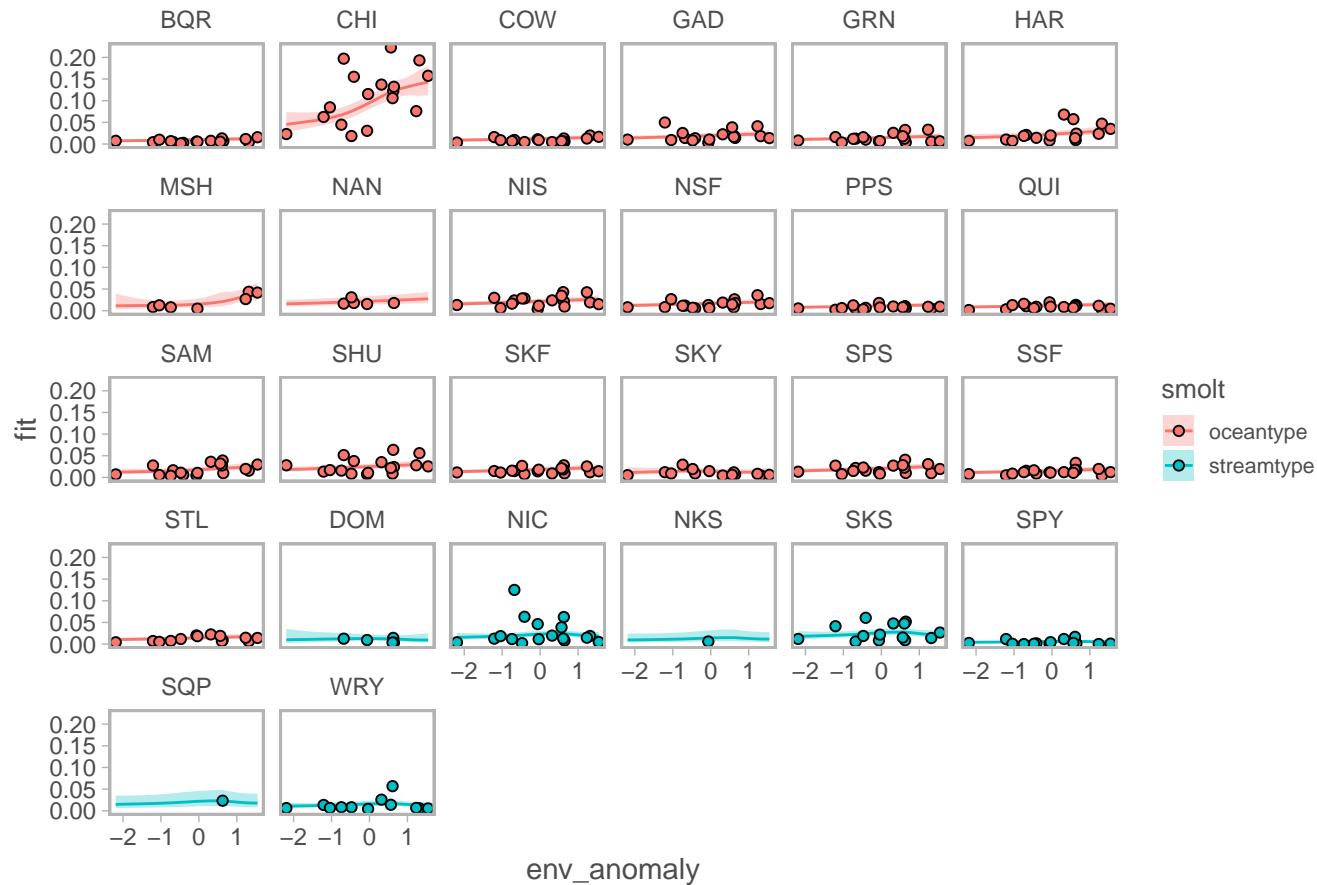 BQR CHI COW GAD GRN HAR
0.20
0.15
0.10
0.05
0.00
MSH NAN NIS NSF PPS QUI
0.20
0.15
0.10
0.05
0.00
SAM SHU SKF SKY SPS SSF
0.20
0.15
0.10
0.05
0.00
fit
smolt
oceantype
streamtype
STL DOM NIC NKS SKS SPY
0.20
0.15
0.10
0.05
0.00
−2 −1 0 1 −2 −1 0 1 −2 −1 0 1 −2 −1 0 1
SQP WRY
0.20
0.15
0.10
0.05
0.00
−2 −1 0 1 −2 −1 0 1
env_anomaly